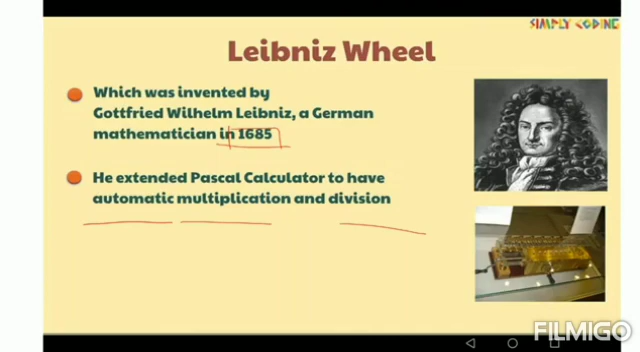 SIMPLY CODING
Leibniz Wheel
Which was invented by
Gottfried Wilhelm Leibniz, a German
mathematician in 1685
He extended Pascal Calculator to have
automatic multiplication and division
FILMIGO